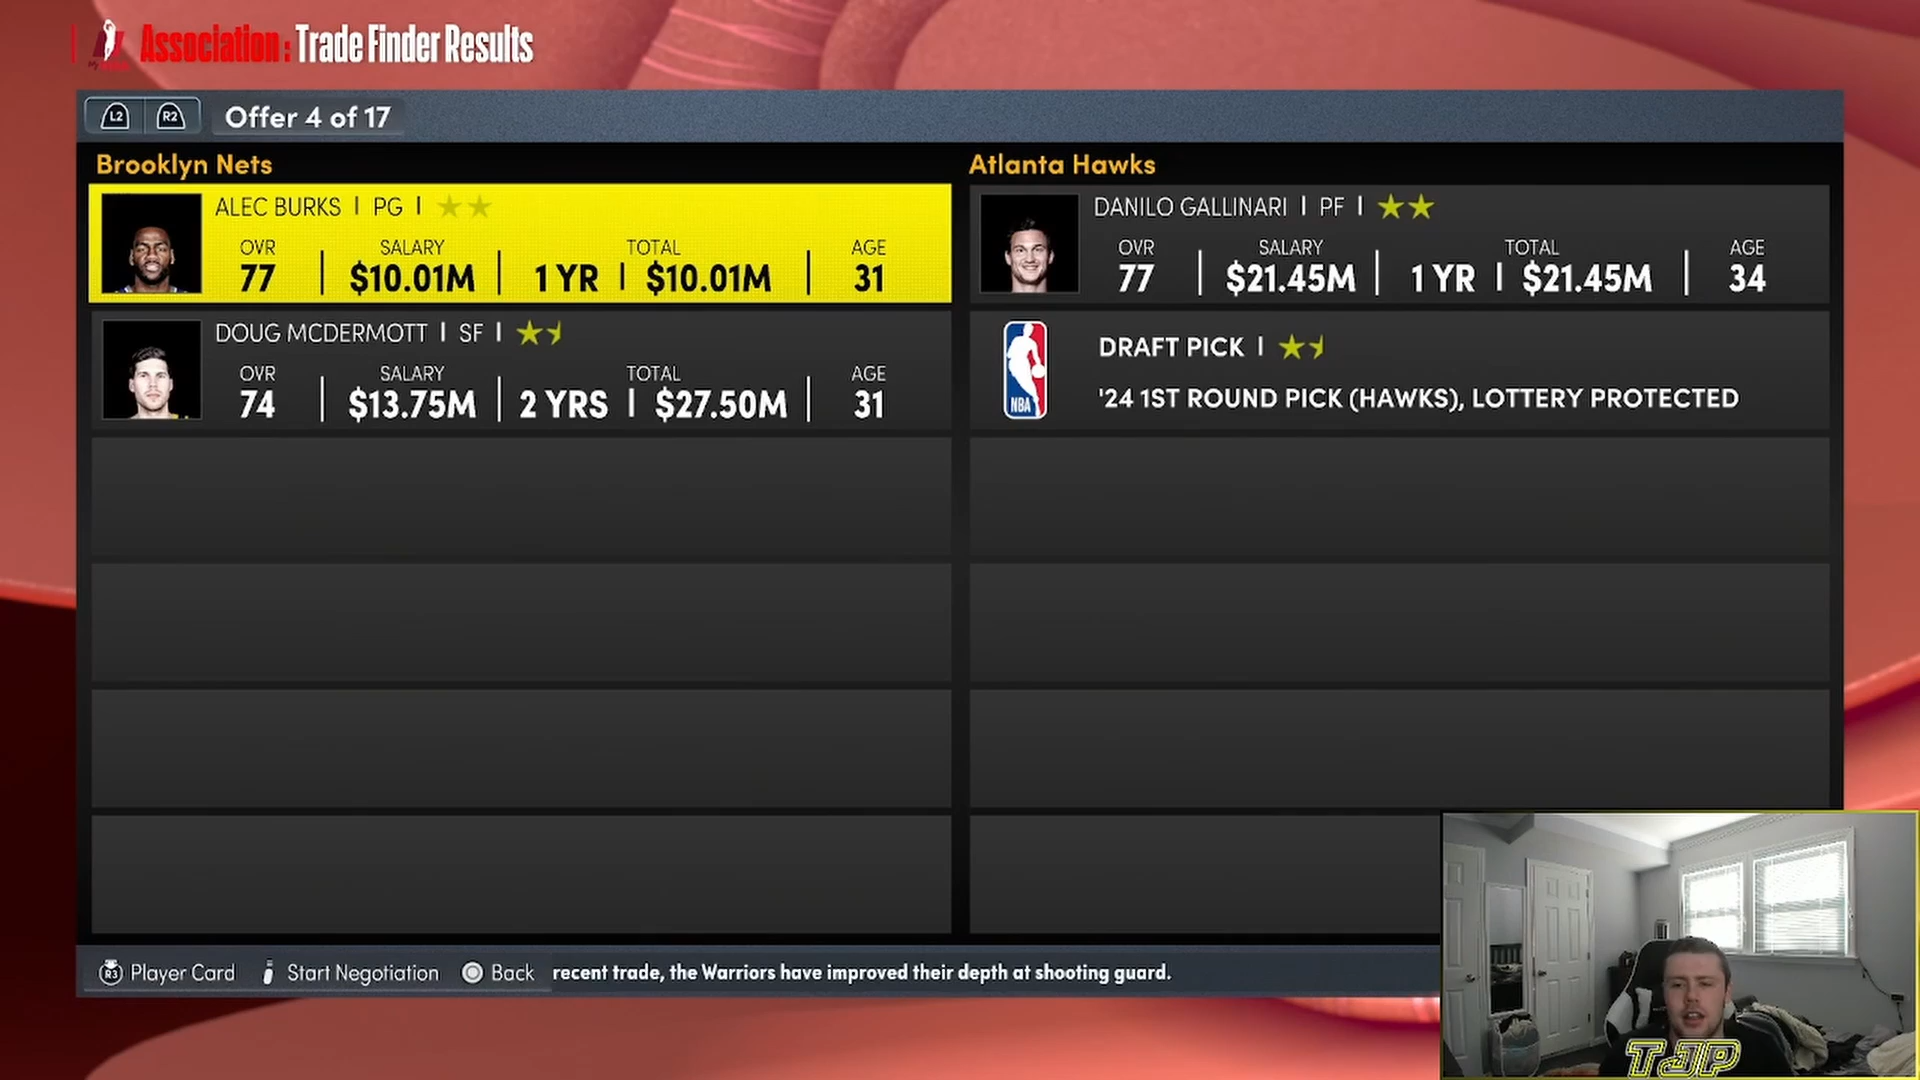 Association : Trade Finder Results
L2 R2 Offer 4 of 17
Brooklyn Nets
ALEC BURKS | PG |
OVR SALARY TOTAL AGE
77 | $10.01M | 1 YR | $10.01M | 31
DOUG MCDERMOTT | SF |
OVR SALARY TOTAL AGE
74 | $13.75M | 2 YRS | $27.50M | 31
Atlanta Hawks
DANILO GALLINARI | PF |
OVR SALARY TOTAL AGE
77 | $21.45M | 1 YR | $21.45M | 34
NBA
DRAFT PICK |
'24 1ST ROUND PICK (HAWKS), LOTTERY PROTECTED
R3 Player Card Start Negotiation Back recent trade, the Warriors have improved their depth at shooting guard.
TJP